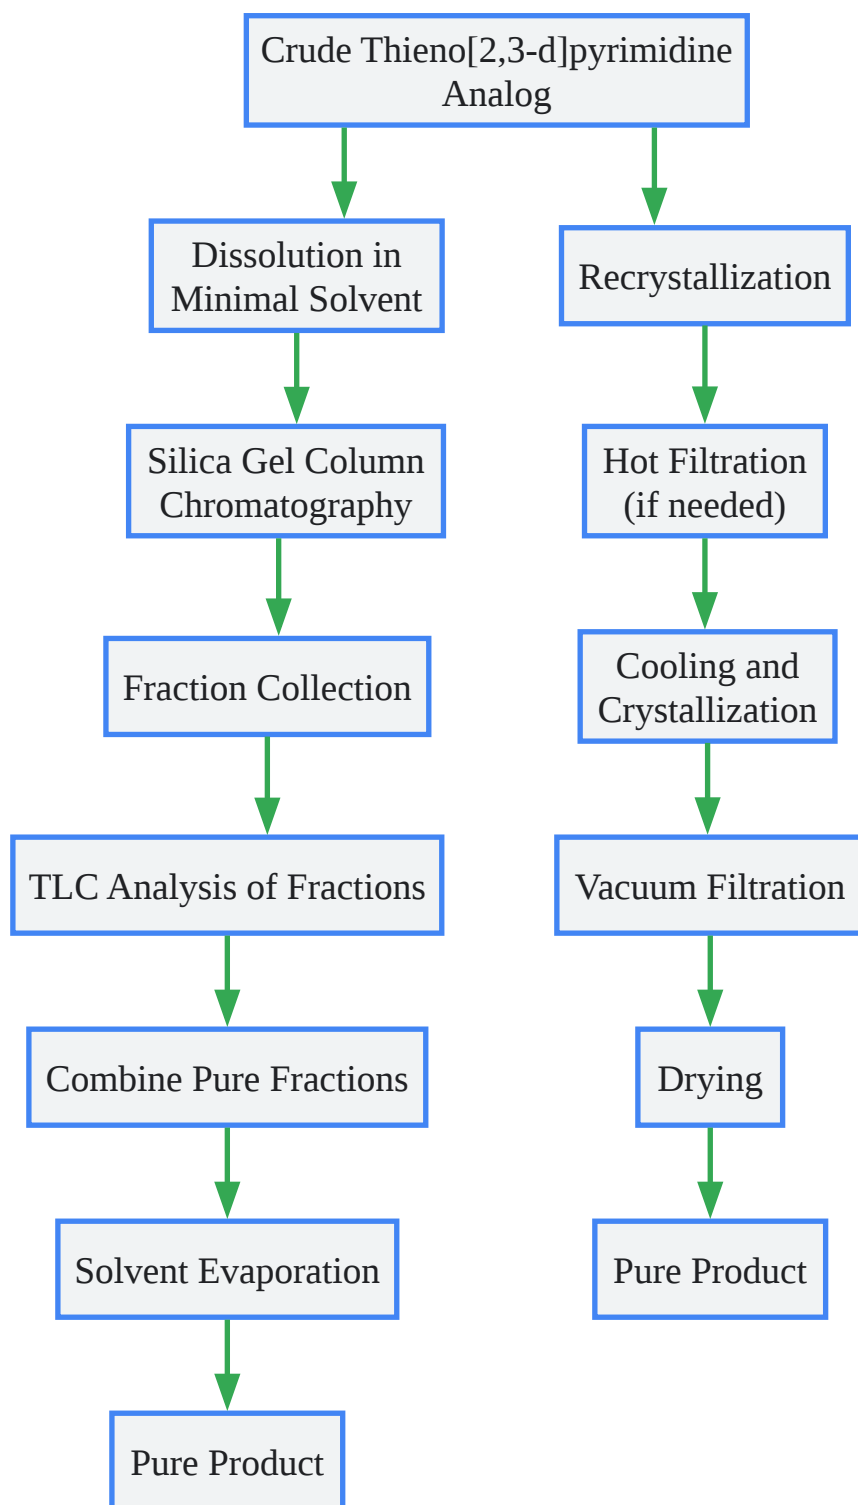 Crude Thieno[2,3-d]pyrimidine
Analog
Dissolution in
Minimal Solvent
Silica Gel Column
Chromatography
Fraction Collection
TLC Analysis of Fractions
Combine Pure Fractions
Solvent Evaporation
Pure Product
Recrystallization
Hot Filtration
(if needed)
Cooling and
Crystallization
Vacuum Filtration
Drying
Pure Product